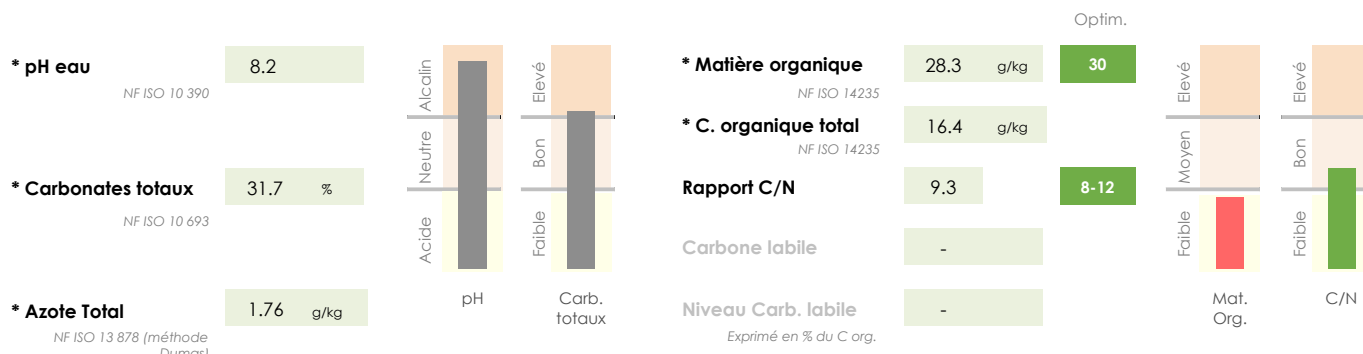 Optim.
* pH eau 8.2
NF ISO 10 390
* Carbonates totaux 31.7 %
NF ISO 10 693
* Azote Total 1.76 g/kg
NF ISO 13 878 (méthode
Dumas)
Alcalin
Neutre
Acide
pH
Elevé
Bon
Faible
Carb.
totaux
* Matière organique 28.3 g/kg 30
NF ISO 14235
* C. organique total 16.4 g/kg
NF ISO 14235
Rapport C/N 9.3 8-12
Carbone labile -
Niveau Carb. labile -
Exprimé en % du C org.
Elevé
Moyen
Faible
Mat.
Org.
Elevé
Bon
Faible
C/N